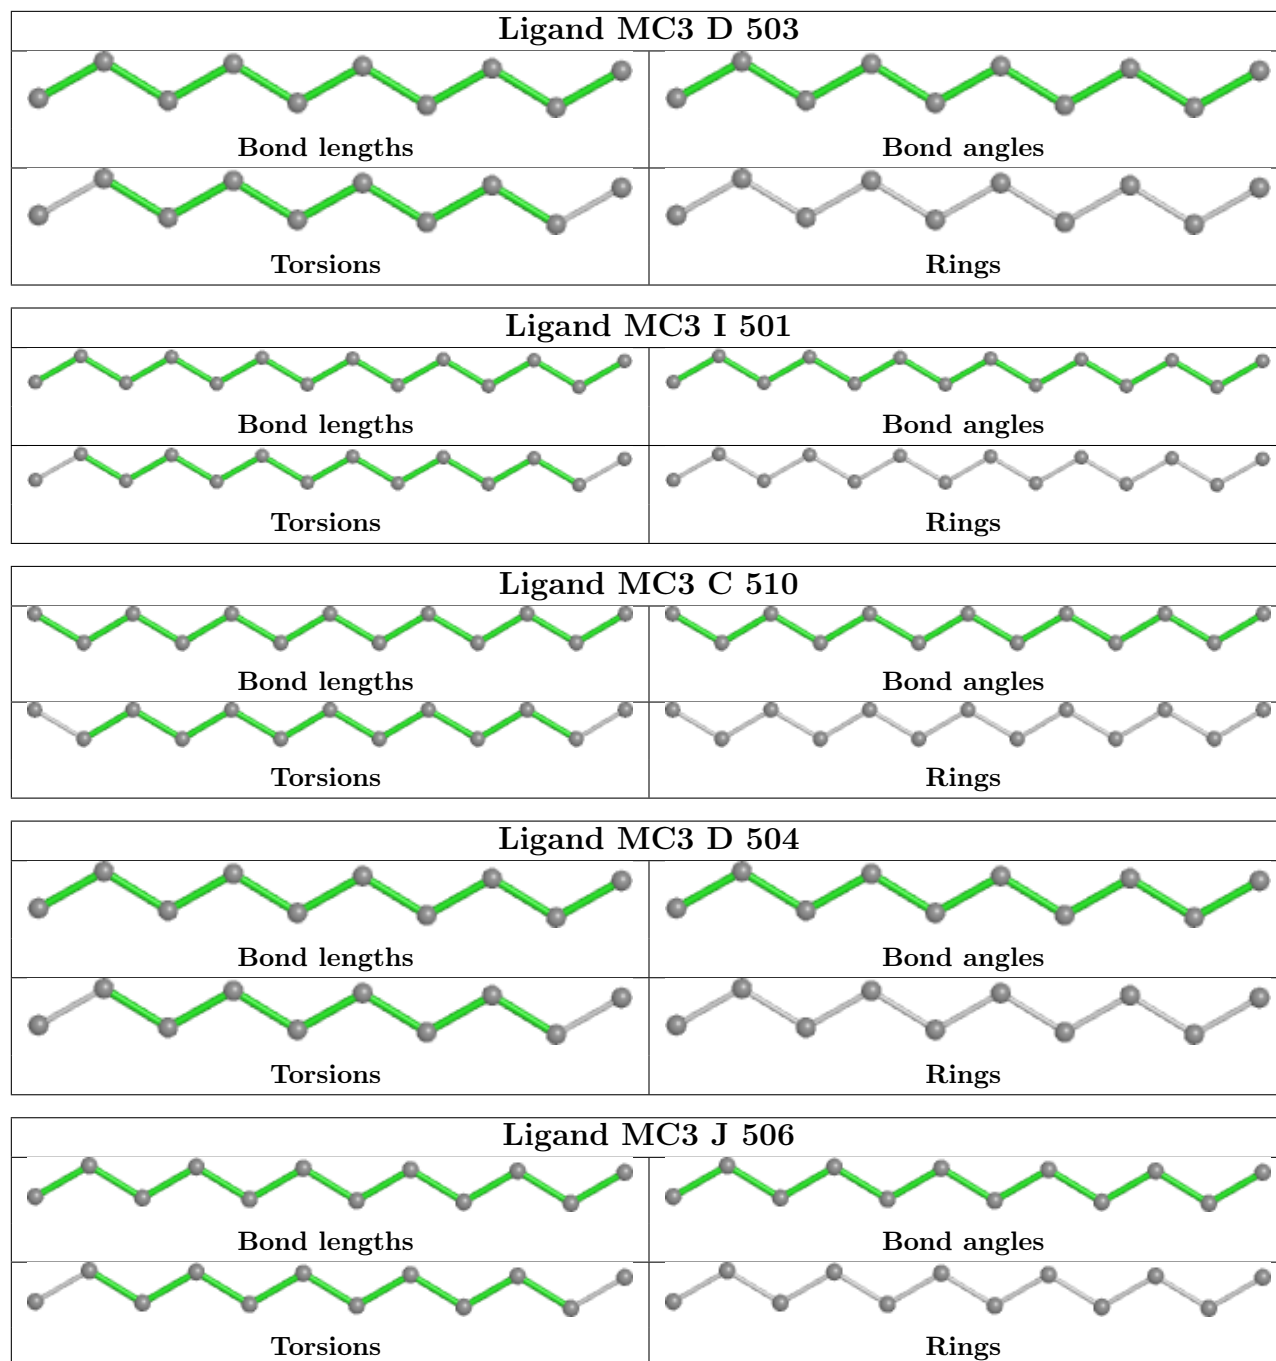 Ligand MC3 D 503
Bond lengths Bond angles
Torsions Rings
Ligand MC3 I 501
Bond lengths Bond angles
Torsions Rings
Ligand MC3 C 510
Bond lengths Bond angles
Torsions Rings
Ligand MC3 D 504
Bond lengths Bond angles
Torsions Rings
Ligand MC3 J 506
Bond lengths Bond angles
Torsions Rings